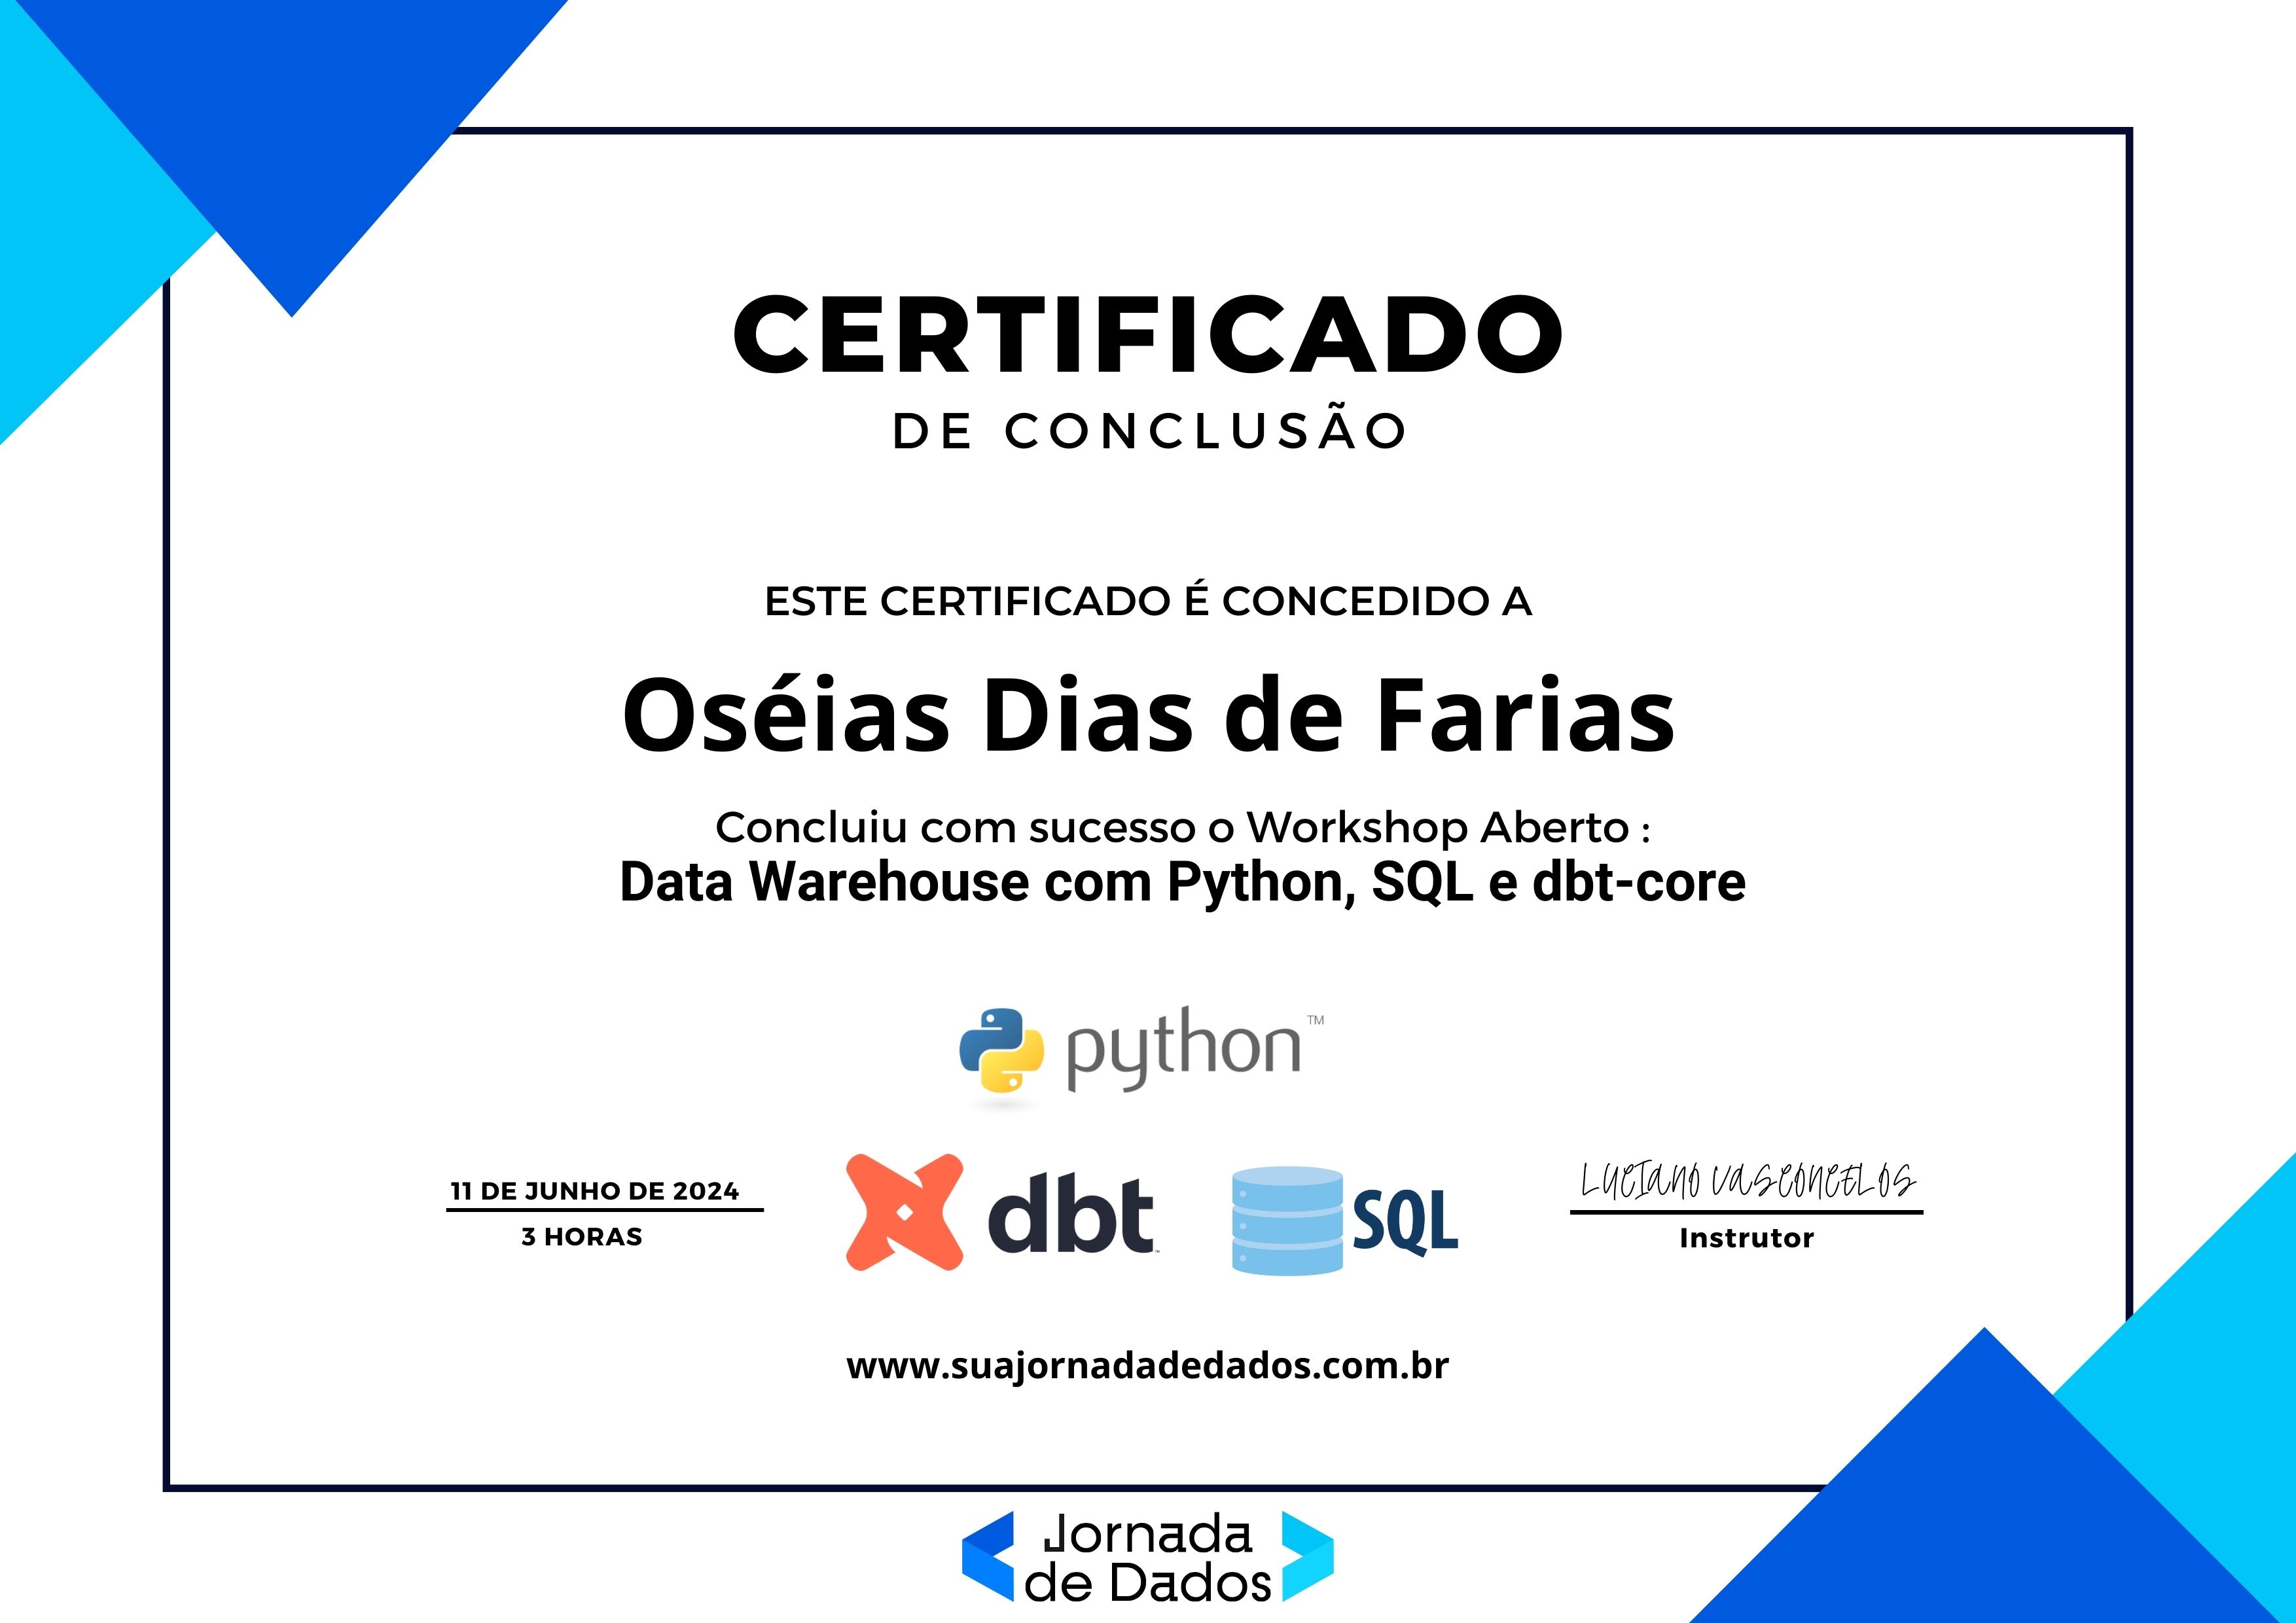 CERTIFICADO
DE CONCLUSÃO
ESTE CERTIFICADO É CONCEDIDO A
Oséias Dias de Farias
Concluiu com sucesso o Workshop Aberto :
Data Warehouse com Python, SQL e dbt-core
python™
11 DE JUNHO DE 2024
3 HORAS
dbt
SQL
Luciano Vasconcelos
Instrutor
www.suajornadadedados.com.br
Jornada
de Dados